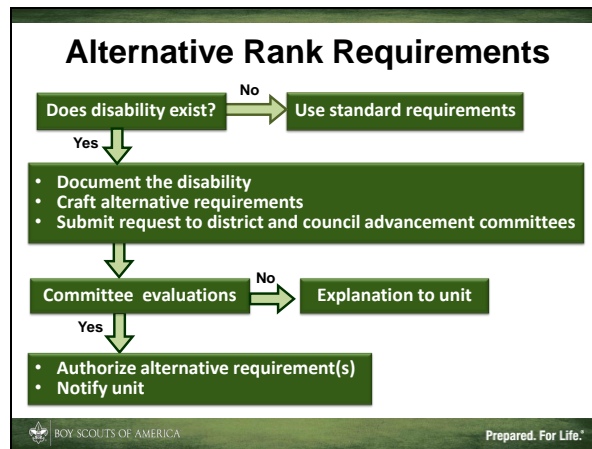 Alternative Rank Requirements
No
Does disability exist?
Use standard requirements
Yes
• Document the disability
• Craft alternative requirements
• Submit request to district and council advancement committees
No
Committee evaluations
Explanation to unit
Yes
• Authorize alternative requirement(s)
• Notify unit
BOY SCOUTS OF AMERICA
Prepared. For Life.®